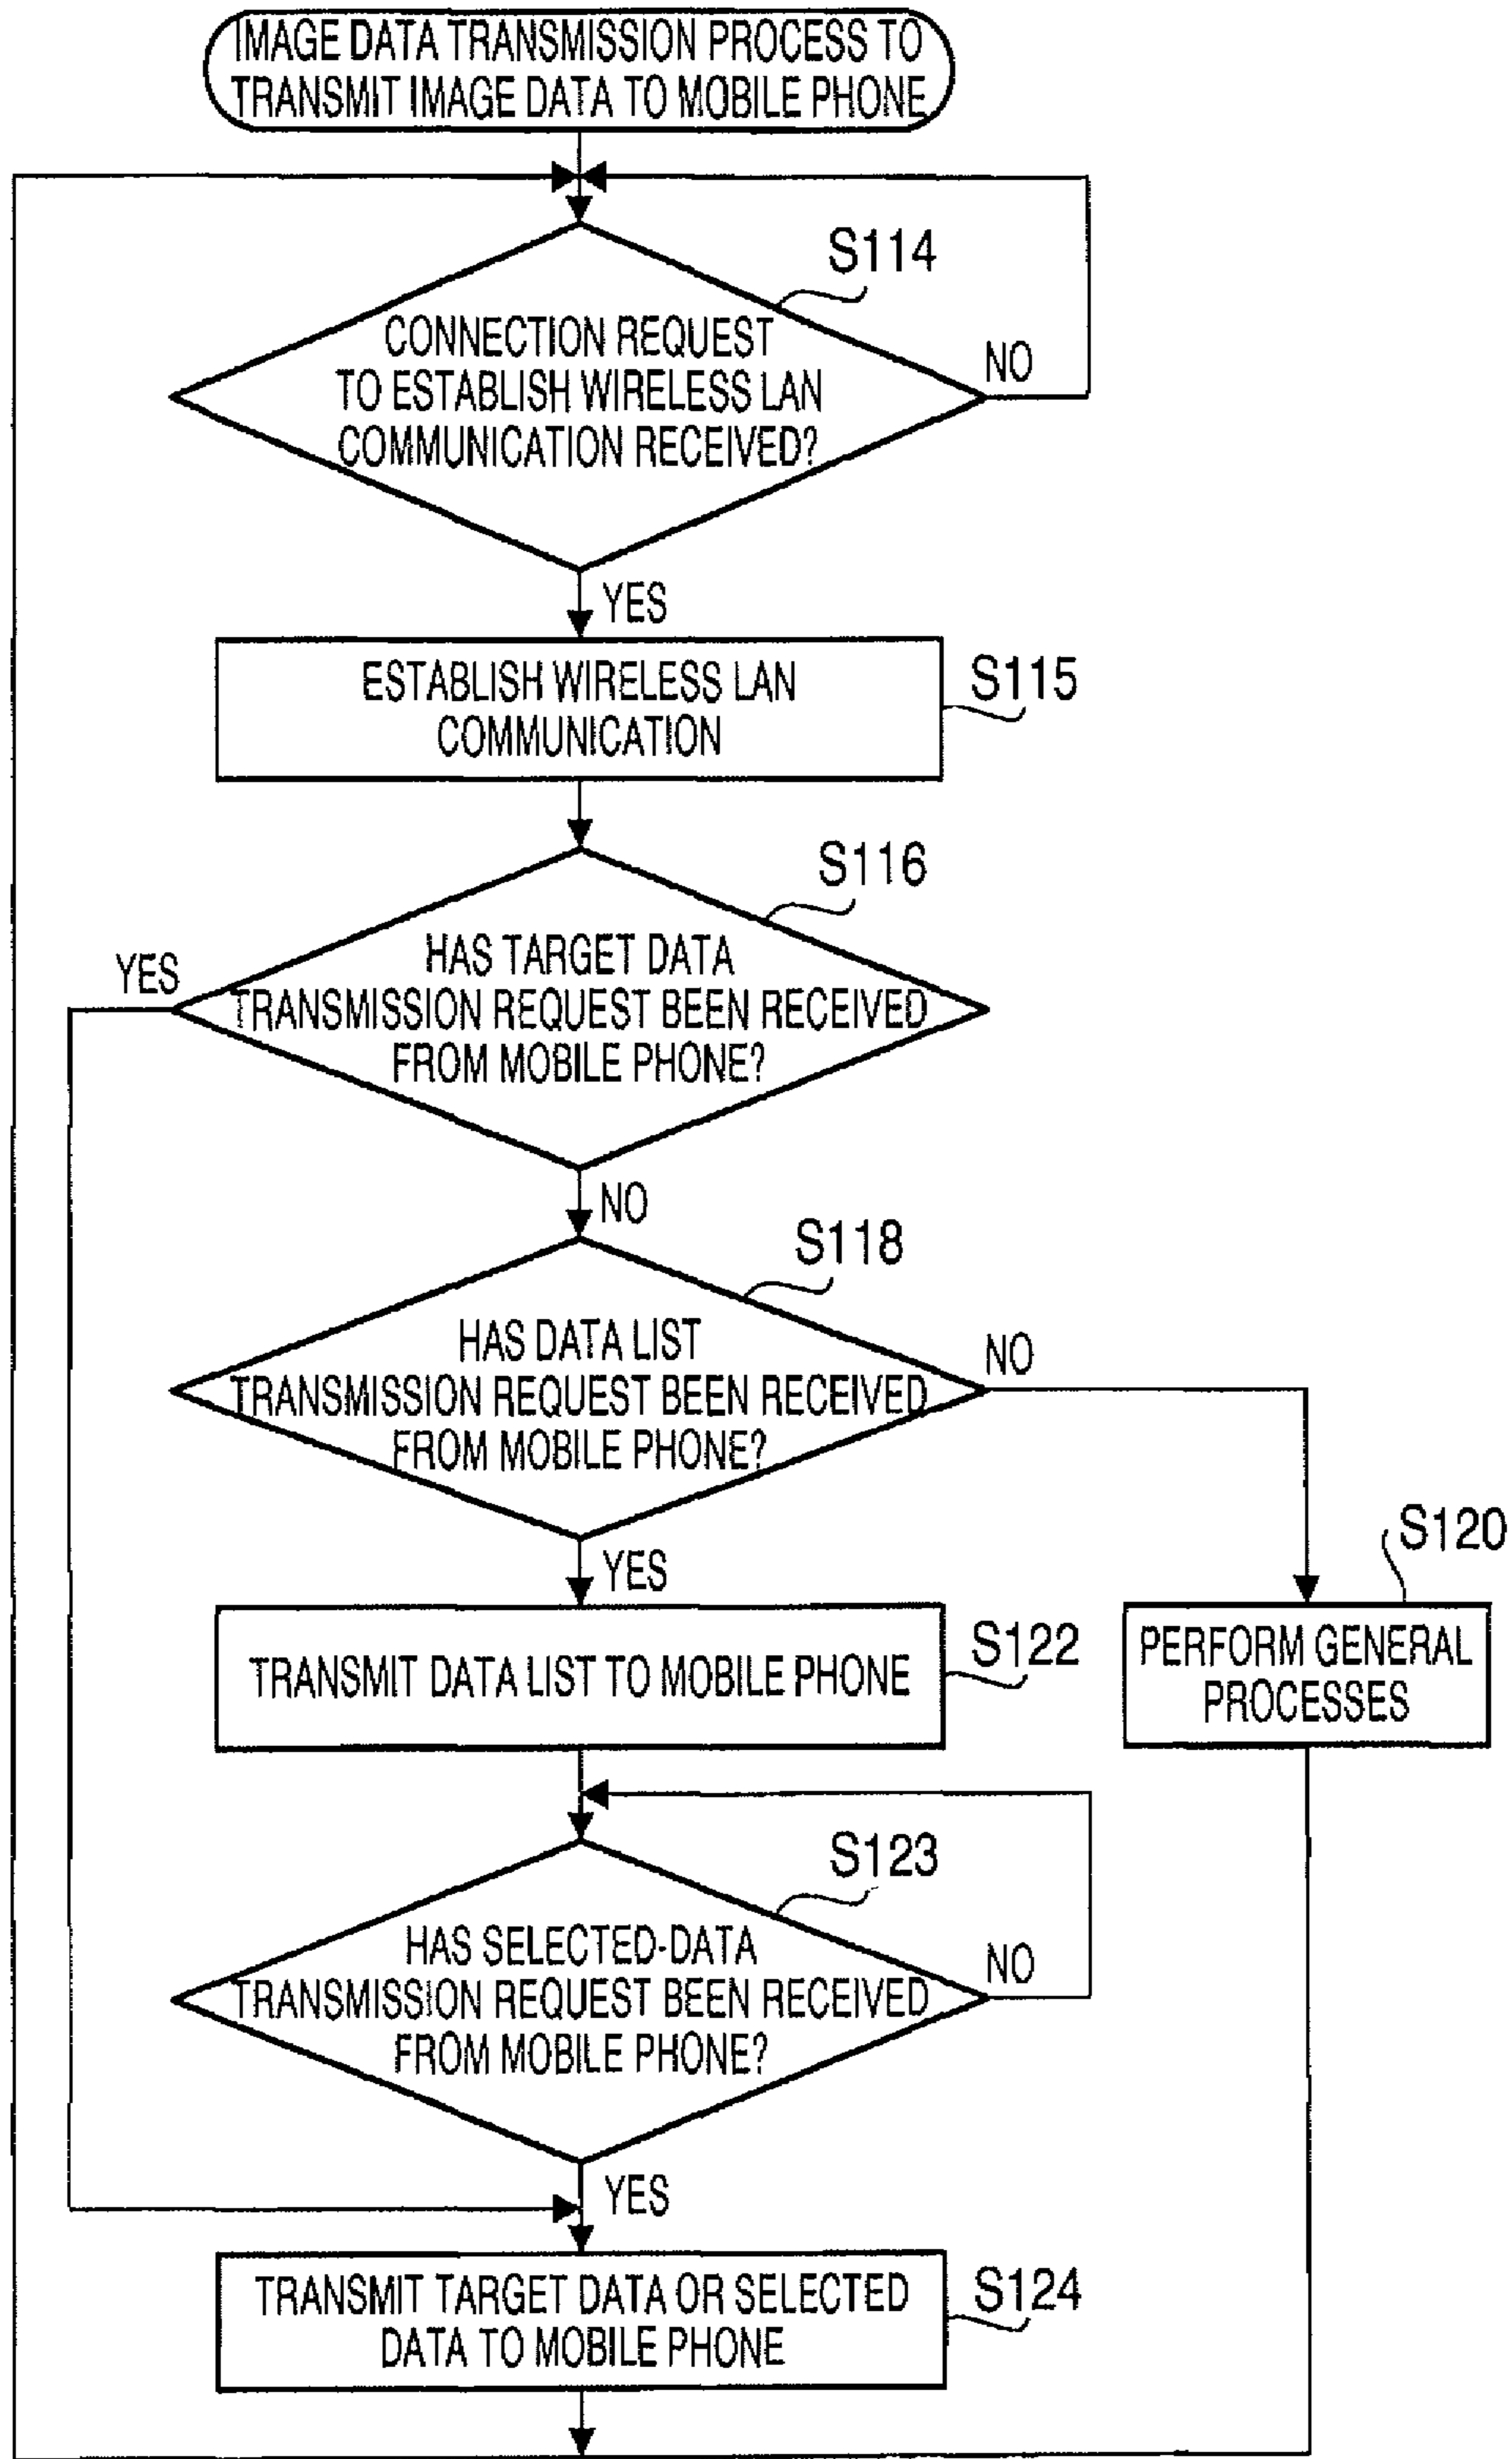 IMAGE DATA TRANSMISSION PROCESS TO
TRANSMIT IMAGE DATA TO MOBILE PHONE
S114
CONNECTION REQUEST
TO ESTABLISH WIRELESS LAN
COMMUNICATION RECEIVED?
NO
YES
ESTABLISH WIRELESS LAN
COMMUNICATION
S115
S116
YES
HAS TARGET DATA
TRANSMISSION REQUEST BEEN RECEIVED
FROM MOBILE PHONE?
NO
S118
HAS DATA LIST
TRANSMISSION REQUEST BEEN RECEIVED
FROM MOBILE PHONE?
NO
YES
S120
PERFORM GENERAL
PROCESSES
TRANSMIT DATA LIST TO MOBILE PHONE
S122
S123
HAS SELECTED-DATA
TRANSMISSION REQUEST BEEN RECEIVED
FROM MOBILE PHONE?
NO
YES
TRANSMIT TARGET DATA OR SELECTED
DATA TO MOBILE PHONE
S124